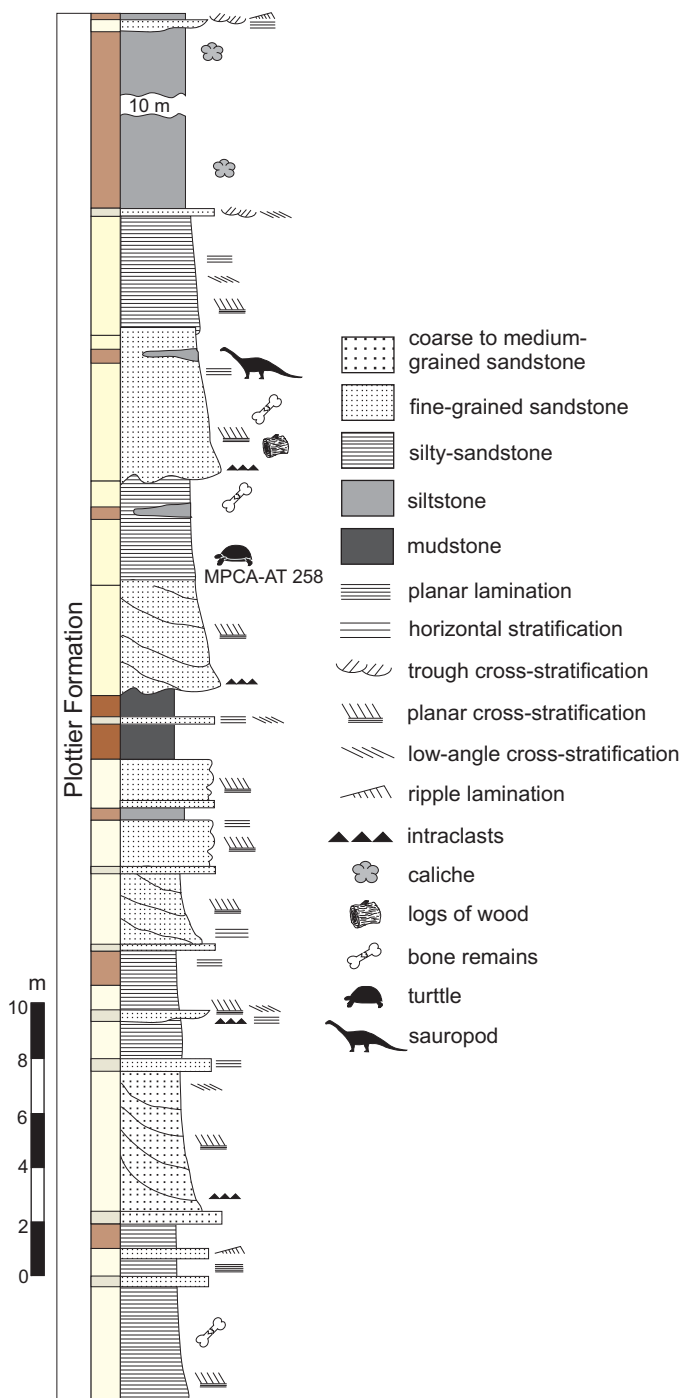 10 m
MPCA-AT 258
Plottier Formation
m
10
8
6
4
2
0
coarse to medium-
grained sandstone
fine-grained sandstone
silty-sandstone
siltstone
mudstone
planar lamination
horizontal stratification
trough cross-stratification
planar cross-stratification
low-angle cross-stratification
ripple lamination
intraclasts
caliche
logs of wood
bone remains
turttle
sauropod